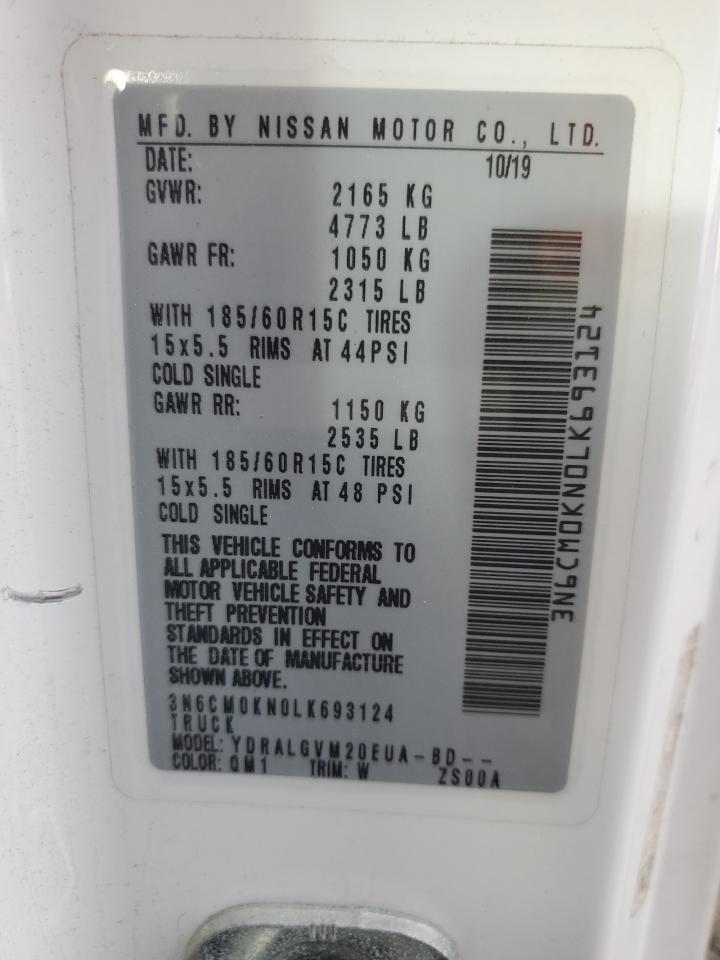 MFD. BY NISSAN MOTOR CO., LTD.
DATE: 10/19
GVWR: 2165 KG
4773 LB
GAWR FR: 1050 KG
2315 LB
WITH 185/60R15C TIRES
15x5.5 RIMS AT 44PSI
COLD SINGLE
GAWR RR: 1150 KG
2535 LB
WITH 185/60R15C TIRES
15x5.5 RIMS AT 48 PSI
COLD SINGLE
THIS VEHICLE CONFORMS TO
ALL APPLICABLE FEDERAL
MOTOR VEHICLE SAFETY AND
THEFT PREVENTION
STANDARDS IN EFFECT ON
THE DATE OF MANUFACTURE
SHOWN ABOVE.
3N6CM0KN0LK693124
TRUCK
MODEL: YDRALGVM20EUA-BD--
COLOR: QM1 TRIM: W ZS00A
3N6CM0KN0LK693124